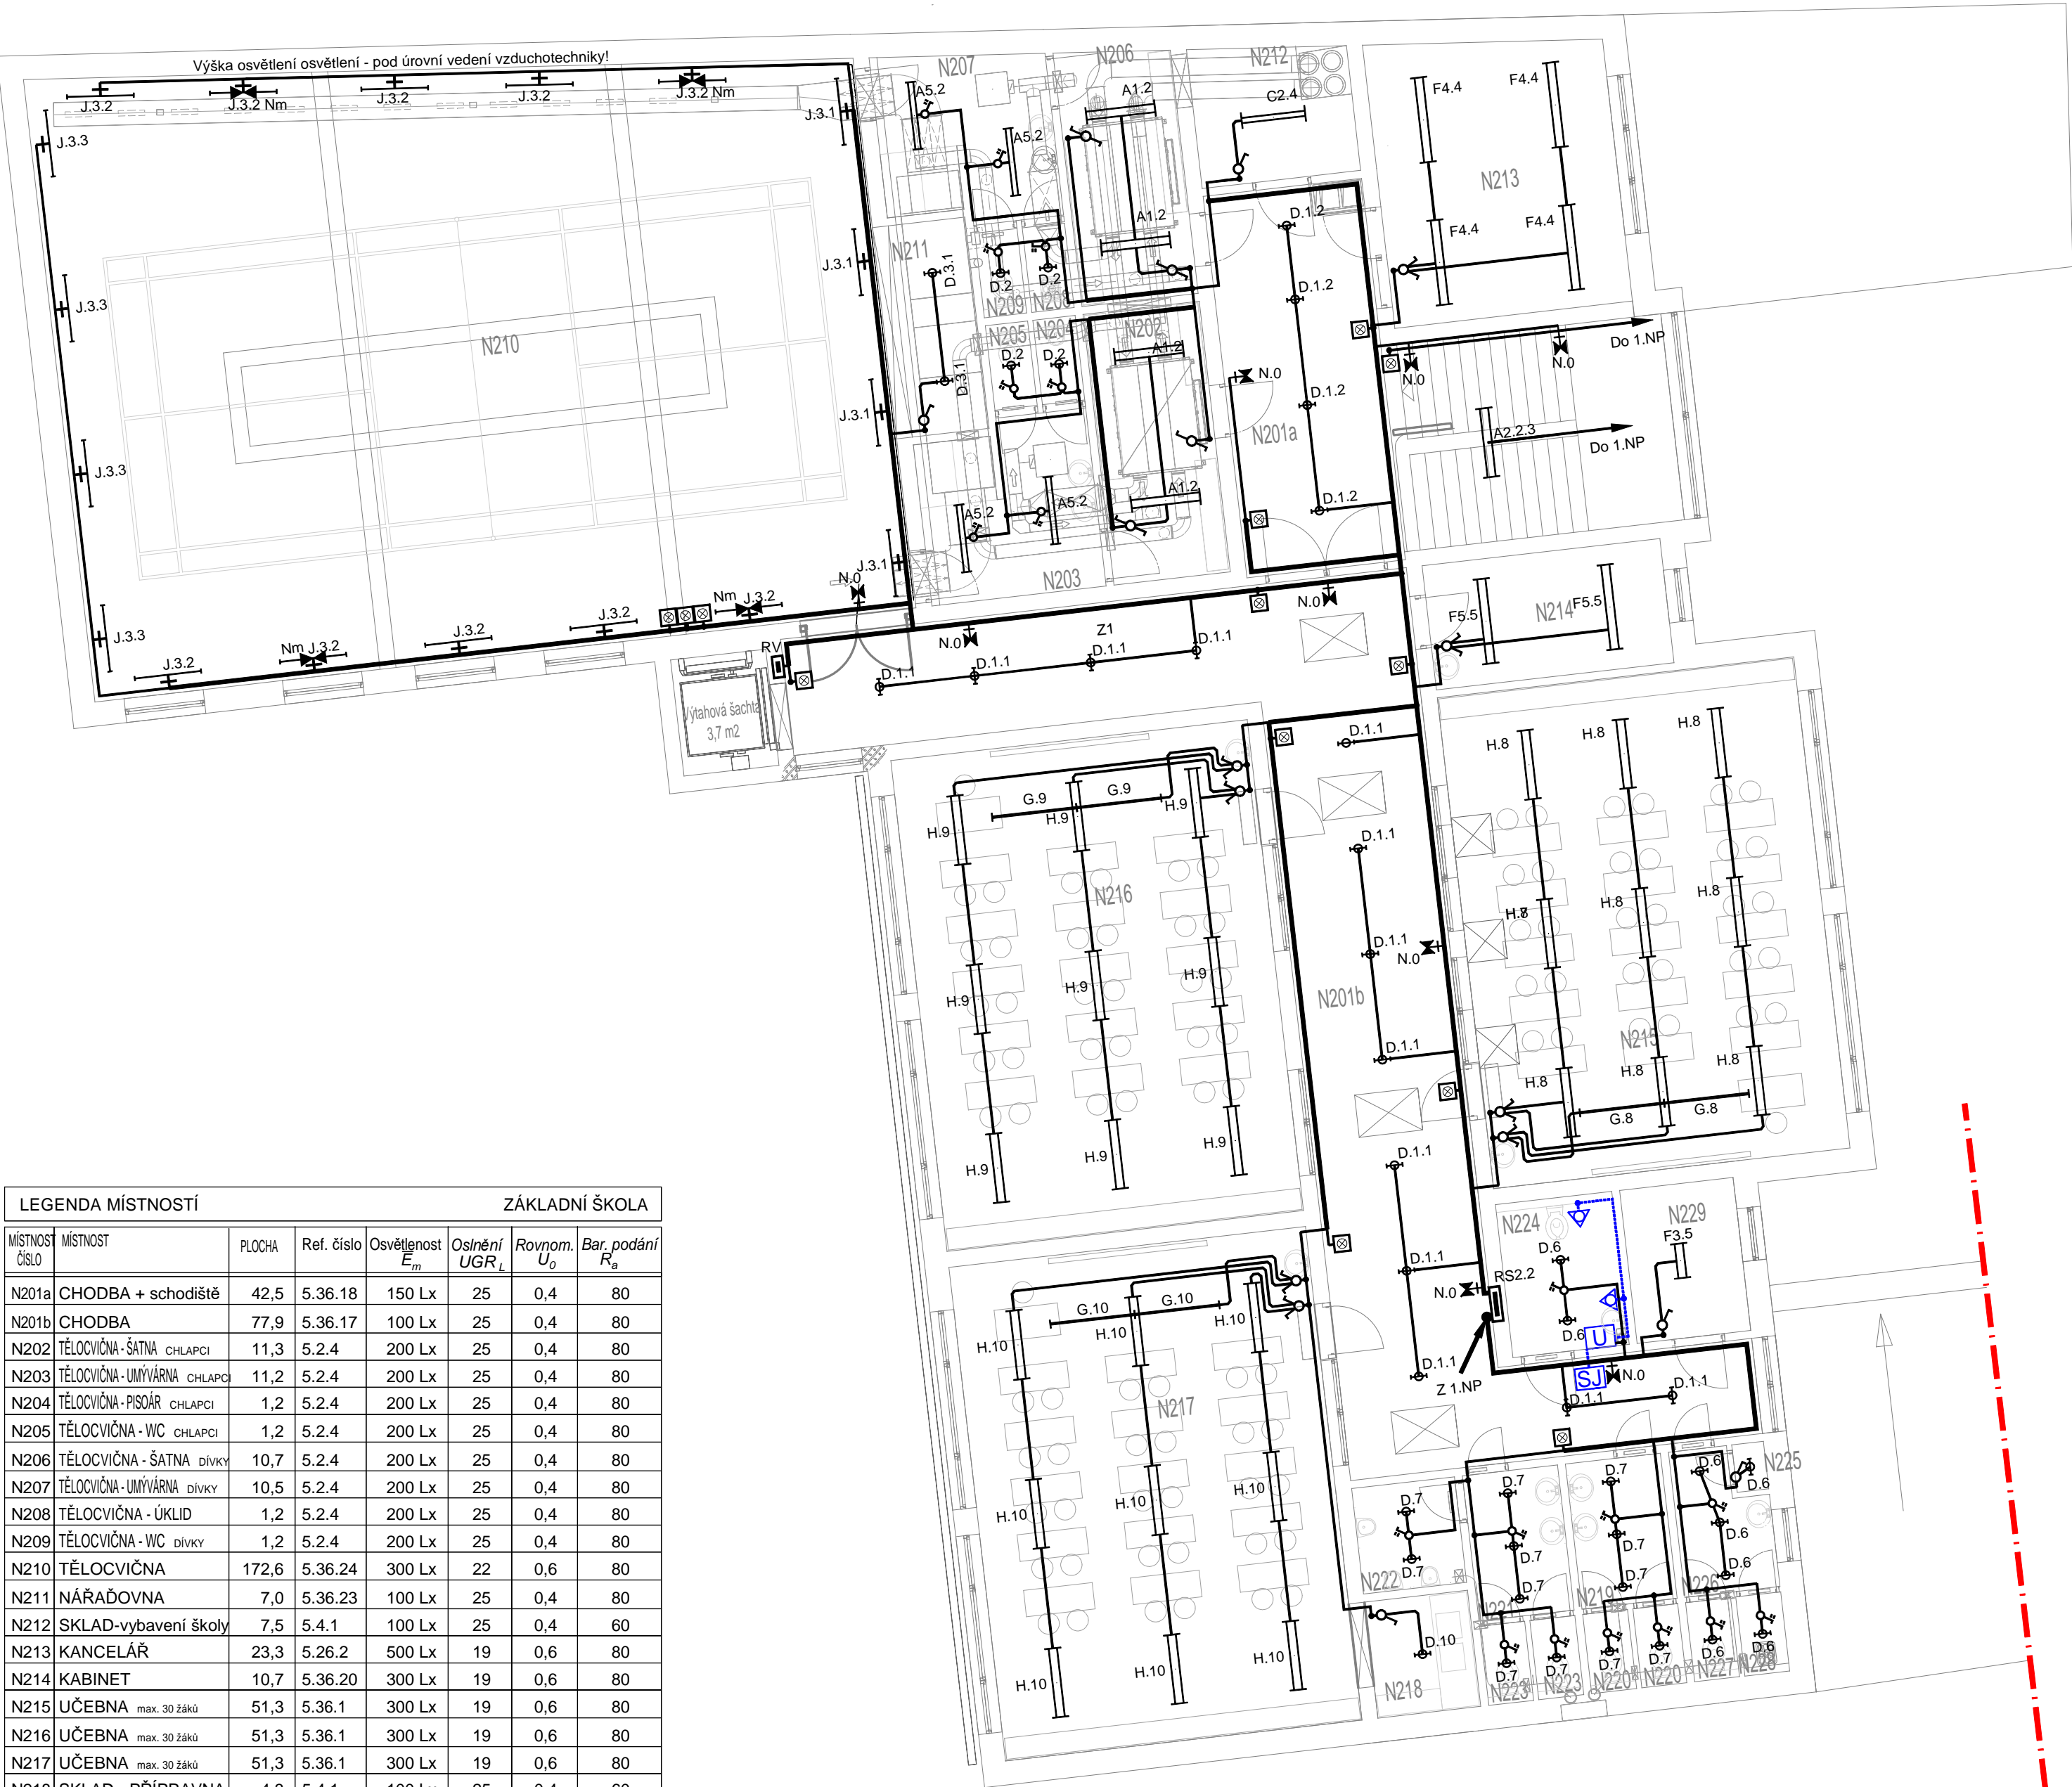 Výška osvětlení osvětlení - pod úrovní vedení vzduchotechniky!
J.3.2
J.3.2 Nm
J.3.2
J.3.2
J.3.2 Nm
J.3.3
J.3.3
J.3.3
J.3.3
J.3.1
J.3.1
J.3.1
J.3.1
N210
J.3.2
Nm J.3.2
J.3.2
J.3.2
Nm J.3.2
N.0
N207
A5.2
A5.2
N206
A1.2
A1.2
N212
C2.4
F4.4
F4.4
F4.4
F4.4
N213
N211
D.3.1
D.3.1
D.2
D.2
N209
N208
N205
N204
D.2
D.2
N202
A1.2
A1.2
A5.2
A5.2
N203
D.1.2
D.1.2
D.1.2
D.1.2
N.0
N201a
N.0
N.0
Do 1.NP
A2.2.3
Do 1.NP
N.0
N.0
Z1
RV
D.1.1
D.1.1
D.1.1
D.1.1
F5.5
N214
F5.5
Výtahová šachta
3,7 m2
D.1.1
D.1.1
D.1.1
N.0
N201b
D.1.1
D.1.1
D.1.1
D.1.1
G.9
G.9
H.9
H.9
H.9
N216
H.9
H.9
H.9
H.9
H.9
H.9
H.8
H.8
H.8
H.8
H.8
H.8
N215
H.8
H.8
H.8
G.8
G.8
N224
D.6
D.6
N229
F3.5
RS2.2
N.0
U
SJ
N.0
Z 1.NP
D.1.1
D.1.1
G.10
G.10
H.10
H.10
H.10
N217
H.10
H.10
H.10
H.10
H.10
H.10
D.7
D.7
N222
D.7
D.7
D.7
D.7
D.7
D.7
N219
D.6
D.6
D.6
D.6
N225
N226
D.10
N218
D.7
D.7
D.7
D.7
D.6
D.6
N223
N223
N220
N220
N227
LEGENDA MÍSTNOSTÍ ZÁKLADNÍ ŠKOLA
MÍSTNOST ČÍSLO MÍSTNOST PLOCHA Ref. číslo Osvětlenost Em Oslnění UGR L Rovnom. U0 Bar. podání Ra
N201a CHODBA + schodiště 42,5 5.36.18 150 Lx 25 0,4 80
N201b CHODBA 77,9 5.36.17 100 Lx 25 0,4 80
N202 TĚLOCVIČNA - ŠATNA CHLAPCI 11,3 5.2.4 200 Lx 25 0,4 80
N203 TĚLOCVIČNA - UMÝVÁRNA CHLAPCI 11,2 5.2.4 200 Lx 25 0,4 80
N204 TĚLOCVIČNA - PISOÁR CHLAPCI 1,2 5.2.4 200 Lx 25 0,4 80
N205 TĚLOCVIČNA - WC CHLAPCI 1,2 5.2.4 200 Lx 25 0,4 80
N206 TĚLOCVIČNA - ŠATNA DÍVKY 10,7 5.2.4 200 Lx 25 0,4 80
N207 TĚLOCVIČNA - UMÝVÁRNA DÍVKY 10,5 5.2.4 200 Lx 25 0,4 80
N208 TĚLOCVIČNA - ÚKLID 1,2 5.2.4 200 Lx 25 0,4 80
N209 TĚLOCVIČNA - WC DÍVKY 1,2 5.2.4 200 Lx 25 0,4 80
N210 TĚLOCVIČNA 172,6 5.36.24 300 Lx 22 0,6 80
N211 NÁŘAĎOVNA 7,0 5.36.23 100 Lx 25 0,4 80
N212 SKLAD-vybavení školy 7,5 5.4.1 100 Lx 25 0,4 60
N213 KANCELÁŘ 23,3 5.26.2 500 Lx 19 0,6 80
N214 KABINET 10,7 5.36.20 300 Lx 19 0,6 80
N215 UČEBNA max. 30 žáků 51,3 5.36.1 300 Lx 19 0,6 80
N216 UČEBNA max. 30 žáků 51,3 5.36.1 300 Lx 19 0,6 80
N217 UČEBNA max. 30 žáků 51,3 5.36.1 300 Lx 19 0,6 80